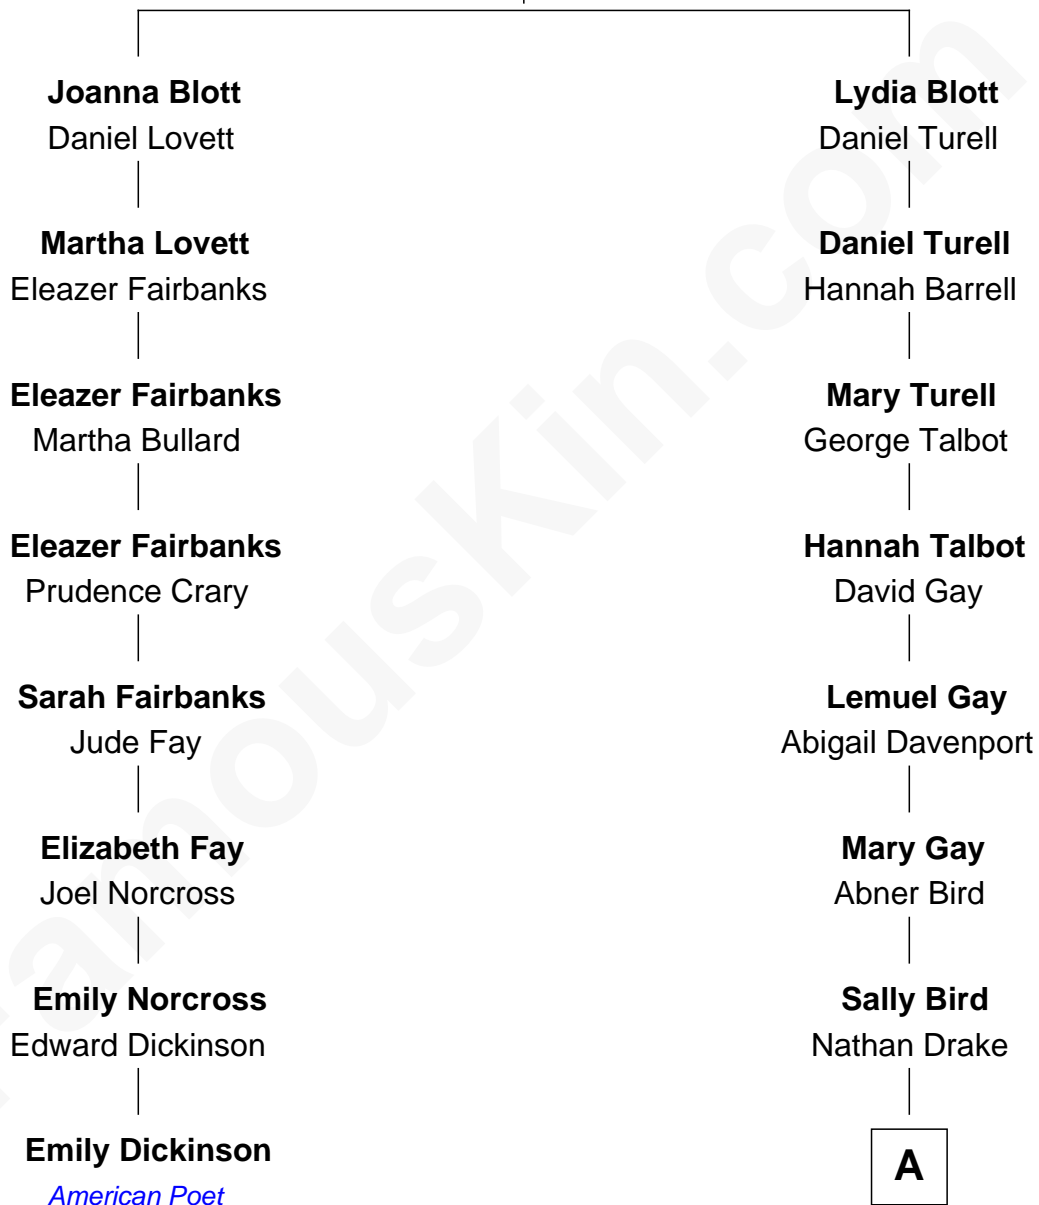 Joanna Blott
Daniel Lovett
Martha Lovett
Eleazer Fairbanks
Eleazer Fairbanks
Martha Bullard
Eleazer Fairbanks
Prudence Crary
Sarah Fairbanks
Jude Fay
Elizabeth Fay
Joel Norcross
Emily Norcross
Edward Dickinson
Emily Dickinson
American Poet
Lydia Blott
Daniel Turell
Daniel Turell
Hannah Barrell
Mary Turell
George Talbot
Hannah Talbot
David Gay
Lemuel Gay
Abigail Davenport
Mary Gay
Abner Bird
Sally Bird
Nathan Drake
A
FamousKin.com